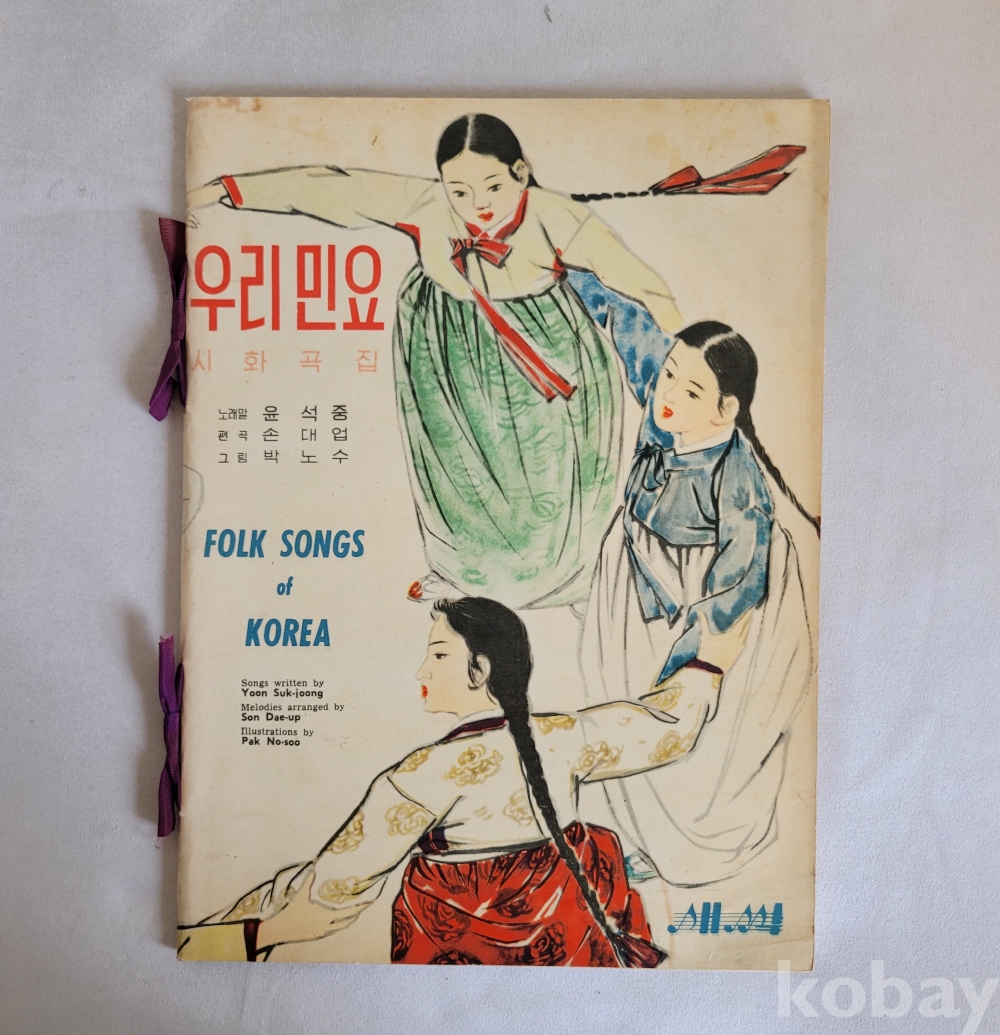 우리 민요
시 화 곡 집
노래말 윤 석 중
편 곡 손 대 업
그 림 박 노 수
FOLK SONGS
of
KOREA
Songs written by
Yoon Suk-joong
Melodies arranged by
Son Dae-up
Illustrations by
Pak No-soo
새싹
kobay